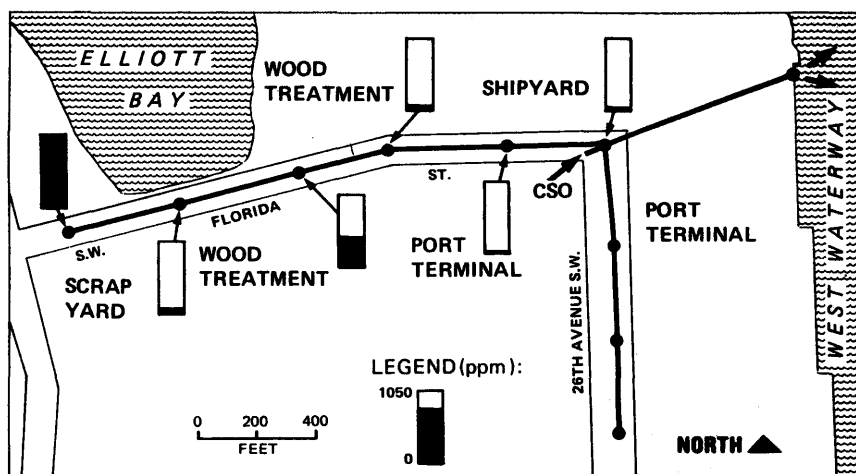 ELLIOTT
BAY
WOOD
TREATMENT
SHIPYARD
WEST WATERWAY
CSO
ST.
FLORIDA
S.W.
SCRAP
YARD
WOOD
TREATMENT
PORT
TERMINAL
PORT
TERMINAL
26TH AVENUE S.W.
LEGEND (ppm):
1050
0
0 200 400
FEET
NORTH